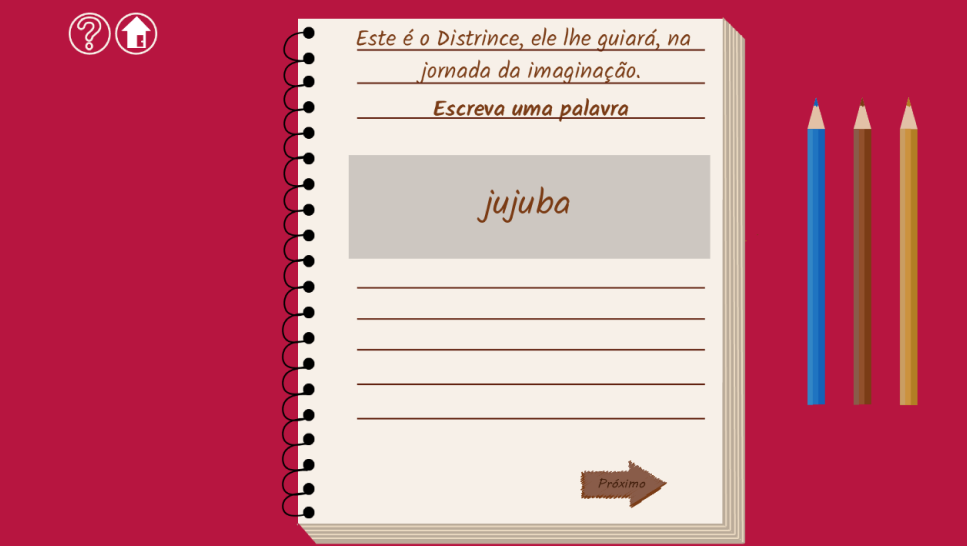 ?
Este é o Distrince, ele lhe guiará, na
jornada da imaginação.
Escreva uma palavra
jujuba
Próximo